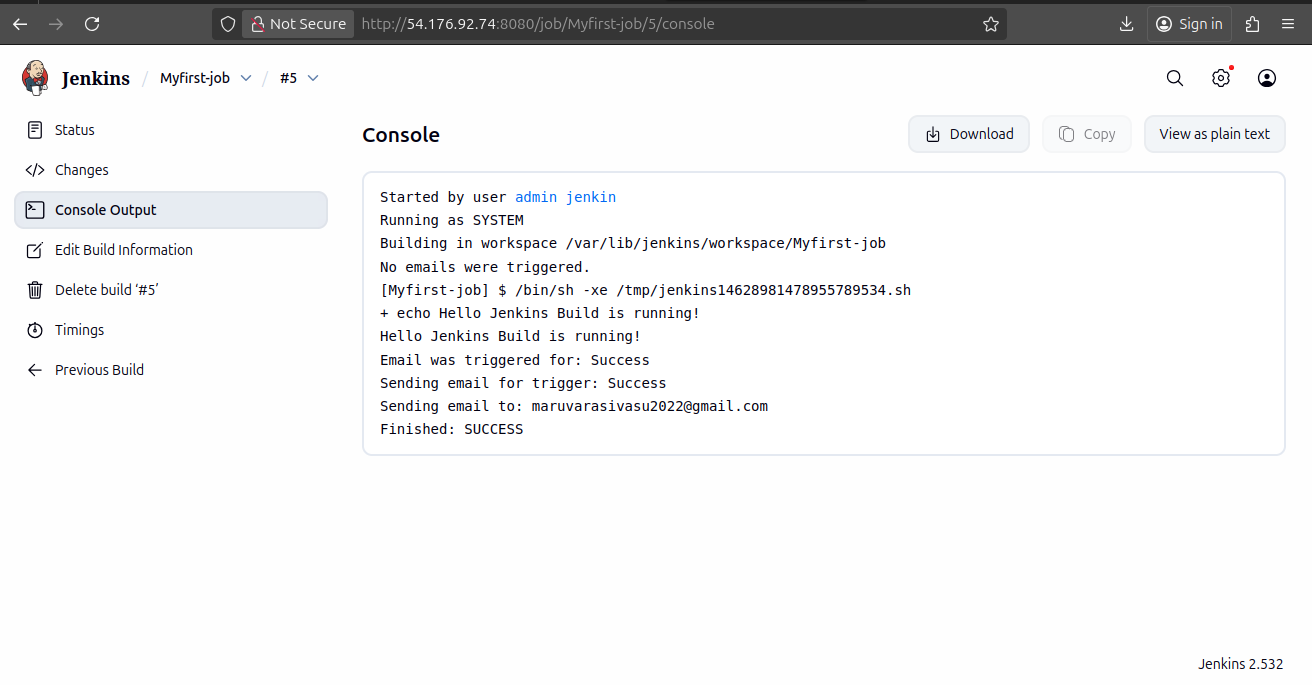 Not Secure http://54.176.92.74:8080/job/Myfirst-job/5/console Sign in
Jenkins / Myfirst-job / #5
Status
Changes
Console Output
Edit Build Information
Delete build ‘#5’
Timings
Previous Build
Console
Download Copy View as plain text
Started by user admin jenkin
Running as SYSTEM
Building in workspace /var/lib/jenkins/workspace/Myfirst-job
No emails were triggered.
[Myfirst-job] $ /bin/sh -xe /tmp/jenkins14628981478955789534.sh
+ echo Hello Jenkins Build is running!
Hello Jenkins Build is running!
Email was triggered for: Success
Sending email for trigger: Success
Sending email to: maruvarasivasu2022@gmail.com
Finished: SUCCESS
Jenkins 2.532